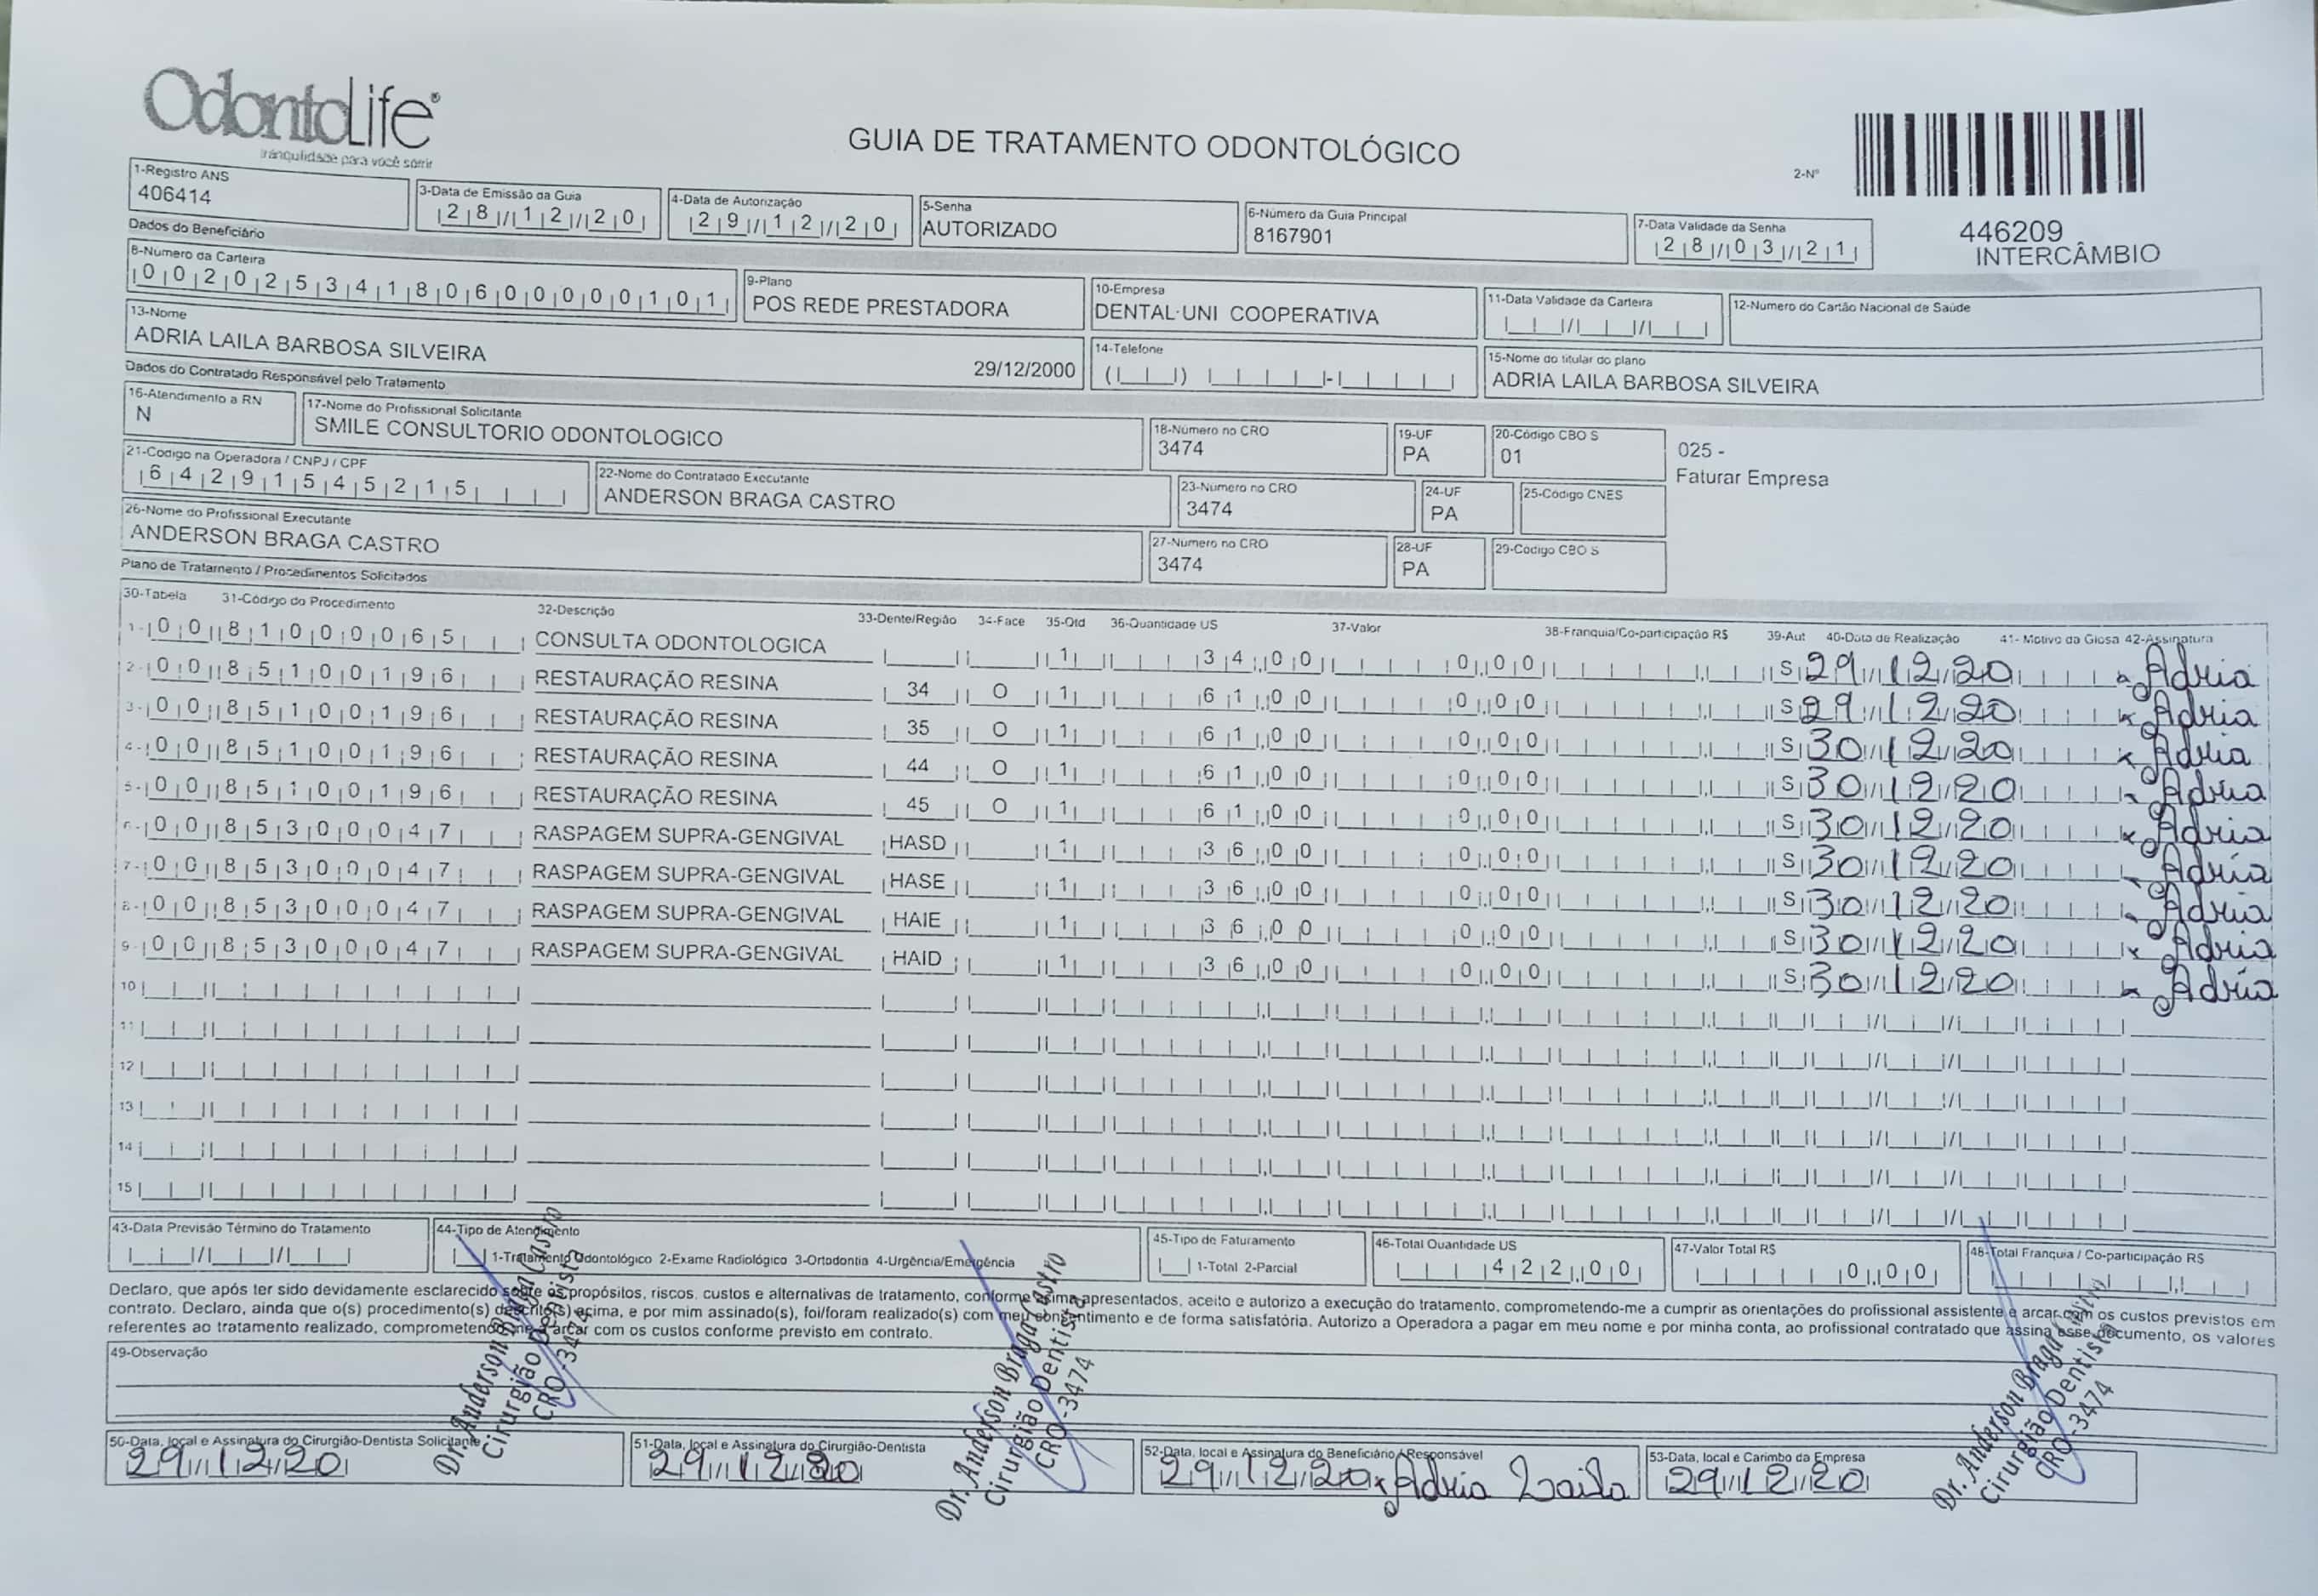 OdontoLife®
tranquilidade para você sorrir
GUIA DE TRATAMENTO ODONTOLÓGICO
2-Nº
446209
INTERCÂMBIO
1-Registro ANS
406414
3-Data de Emissão da Guia
28/12/20
4-Data de Autorização
29/12/20
5-Senha
AUTORIZADO
6-Número da Guia Principal
8167901
7-Data Validade da Senha
28/03/21
Dados do Beneficiário
8-Número da Carteira
00202534180600000101
9-Plano
POS REDE PRESTADORA
10-Empresa
DENTAL-UNI COOPERATIVA
11-Data Validade da Carteira
12-Numero do Cartão Nacional de Saúde
13-Nome
ADRIA LAILA BARBOSA SILVEIRA 29/12/2000
14-Telefone
15-Nome do titular do plano
ADRIA LAILA BARBOSA SILVEIRA
Dados do Contratado Responsável pelo Tratamento
16-Atendimento a RN
N
17-Nome do Profissional Solicitante
SMILE CONSULTORIO ODONTOLOGICO
18-Número no CRO
3474
19-UF
PA
20-Código CBO S
01
025 -
Faturar Empresa
21-Codigo na Operadora / CNPJ / CPF
64291545215
22-Nome do Contratado Executante
ANDERSON BRAGA CASTRO
23-Numero no CRO
3474
24-UF
PA
25-Código CNES
26-Nome do Profissional Executante
ANDERSON BRAGA CASTRO
27-Numero no CRO
3474
28-UF
PA
29-Codigo CBO S
Plano de Tratamento / Procedimentos Solicitados
30-Tabela 31-Código do Procedimento 32-Descrição 33-Dente/Região 34-Face 35-Qtd 36-Quantidade US 37-Valor 38-Franquia/Co-participação R$ 39-Aut 40-Data de Realização 41- Motivo da Glosa 42-Assinatura
1- 00 81000065 CONSULTA ODONTOLOGICA 1 34,00 0,00 S 29/12/20 Adria
2- 00 85100196 RESTAURAÇÃO RESINA 34 O 1 61,00 0,00 S 29/12/20 Adria
3- 00 85100196 RESTAURAÇÃO RESINA 35 O 1 61,00 0,00 S 30/12/20 Adria
4- 00 85100196 RESTAURAÇÃO RESINA 44 O 1 61,00 0,00 S 30/12/20 Adria
5- 00 85100196 RESTAURAÇÃO RESINA 45 O 1 61,00 0,00 S 30/12/20 Adria
6- 00 85300047 RASPAGEM SUPRA-GENGIVAL HASD 1 36,00 0,00 S 30/12/20 Adria
7- 00 85300047 RASPAGEM SUPRA-GENGIVAL HASE 1 36,00 0,00 S 30/12/20 Adria
8- 00 85300047 RASPAGEM SUPRA-GENGIVAL HAIE 1 36,00 0,00 S 30/12/20 Adria
9- 00 85300047 RASPAGEM SUPRA-GENGIVAL HAID 1 36,00 0,00 S 30/12/20 Adria
10
11
12
13
14
15
43-Data Previsão Término do Tratamento
44-Tipo de Atendimento
1-Tratamento Odontológico 2-Exame Radiológico 3-Ortodontia 4-Urgência/Emergência
45-Tipo de Faturamento
1-Total 2-Parcial
46-Total Quantidade US
422,00
47-Valor Total R$
0,00
48-Total Franquia / Co-participação R$
Declaro, que após ter sido devidamente esclarecido sobre os propósitos, riscos, custos e alternativas de tratamento, conforme acima apresentados, aceito e autorizo a execução do tratamento, comprometendo-me a cumprir as orientações do profissional assistente e arcar com os custos previstos em
contrato. Declaro, ainda que o(s) procedimento(s) descrito(s) acima, e por mim assinado(s), foi/foram realizado(s) com meu consentimento e de forma satisfatória. Autorizo a Operadora a pagar em meu nome e por minha conta, ao profissional contratado que assina esse documento, os valores
referentes ao tratamento realizado, comprometendo-me a arcar com os custos conforme previsto em contrato.
49-Observação
50-Data, local e Assinatura do Cirurgião-Dentista Solicitante
29/12/20
Dr. Anderson Braga Castro
Cirurgião Dentista
CRO-3474
51-Data, local e Assinatura do Cirurgião-Dentista
29/12/20
Dr. Anderson Braga Castro
Cirurgião Dentista
CRO-3474
52-Data, local e Assinatura do Beneficiário / Responsável
29/12/20 x Adria Laila
53-Data, local e Carimbo da Empresa
29/12/20
Dr. Anderson Braga Castro
Cirurgião Dentista
CRO-3474